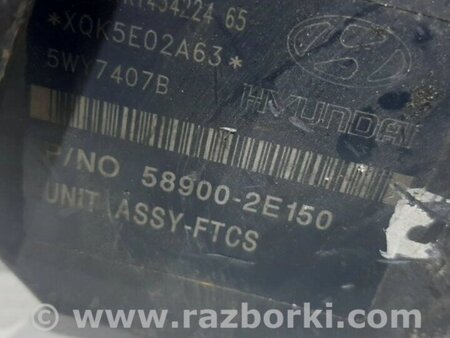 *XQK5E02A63*
5WY7407B
HYUNDAI
P/NO 58900-2E150
UNIT ASSY-FTCS
© www.razborki.com